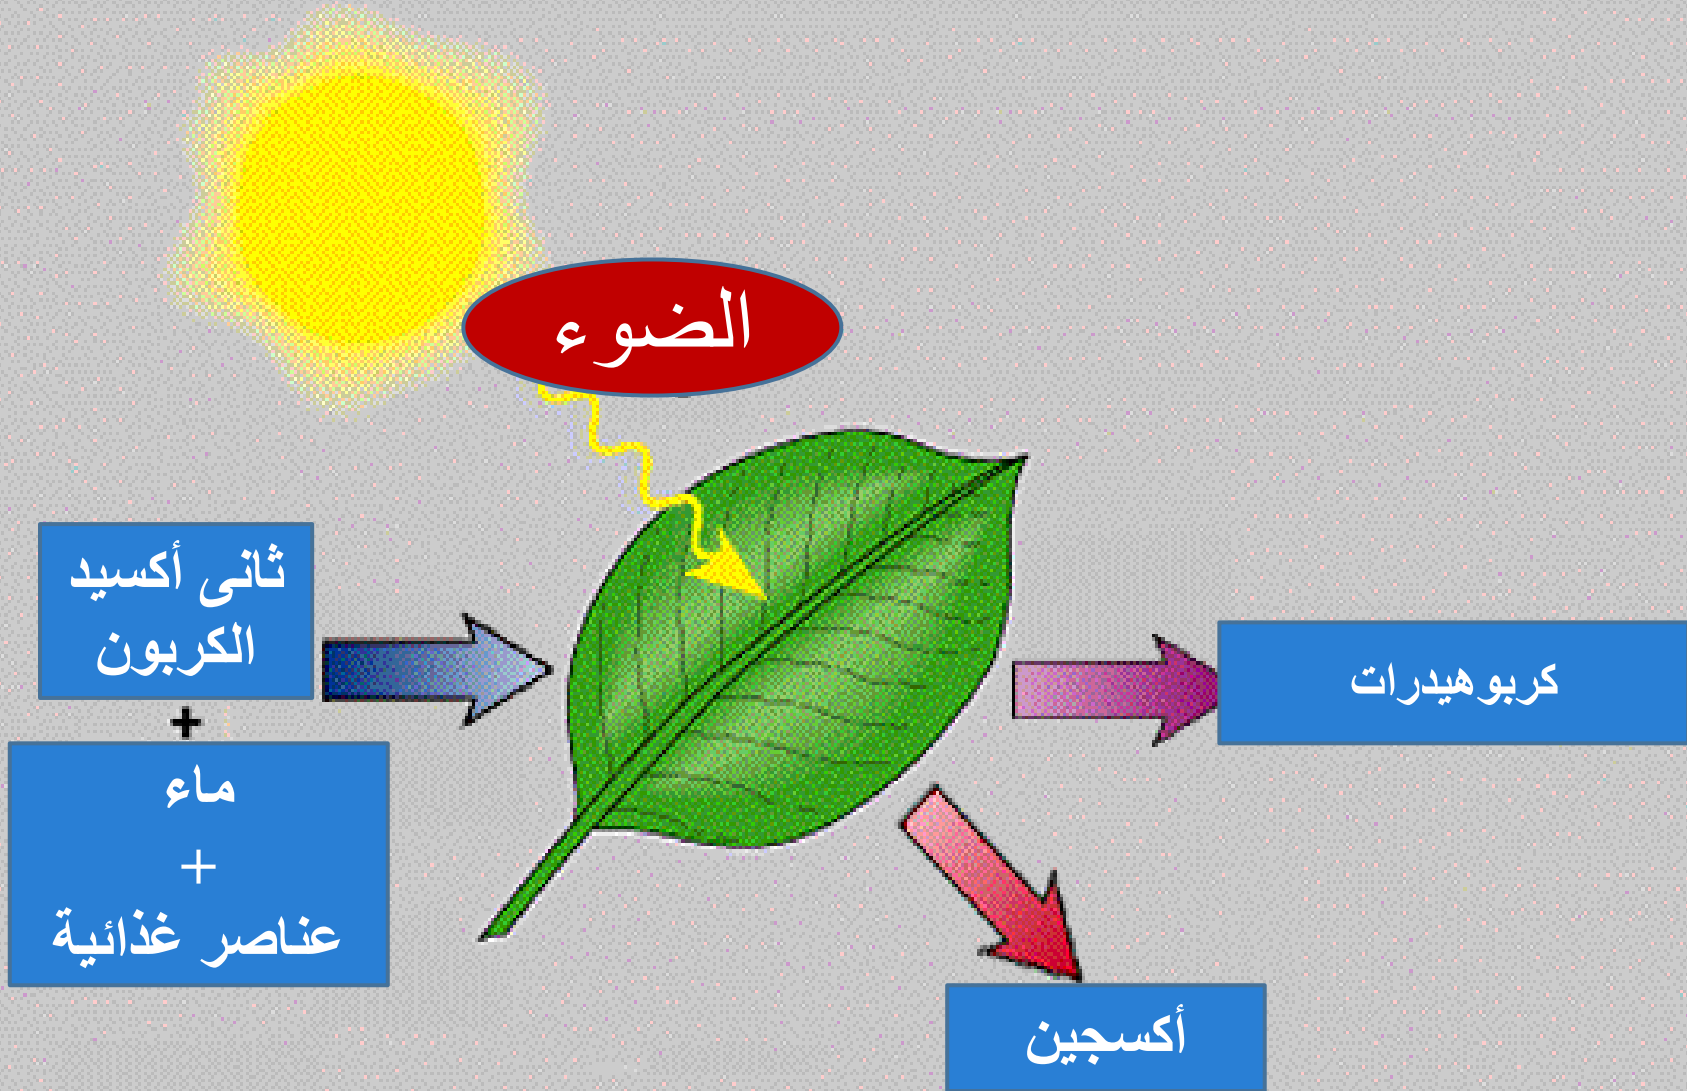 الضوء
ثانى أكسيد
الكربون
+
ماء
+
عناصر غذائية
كربوهيدرات
أكسجين